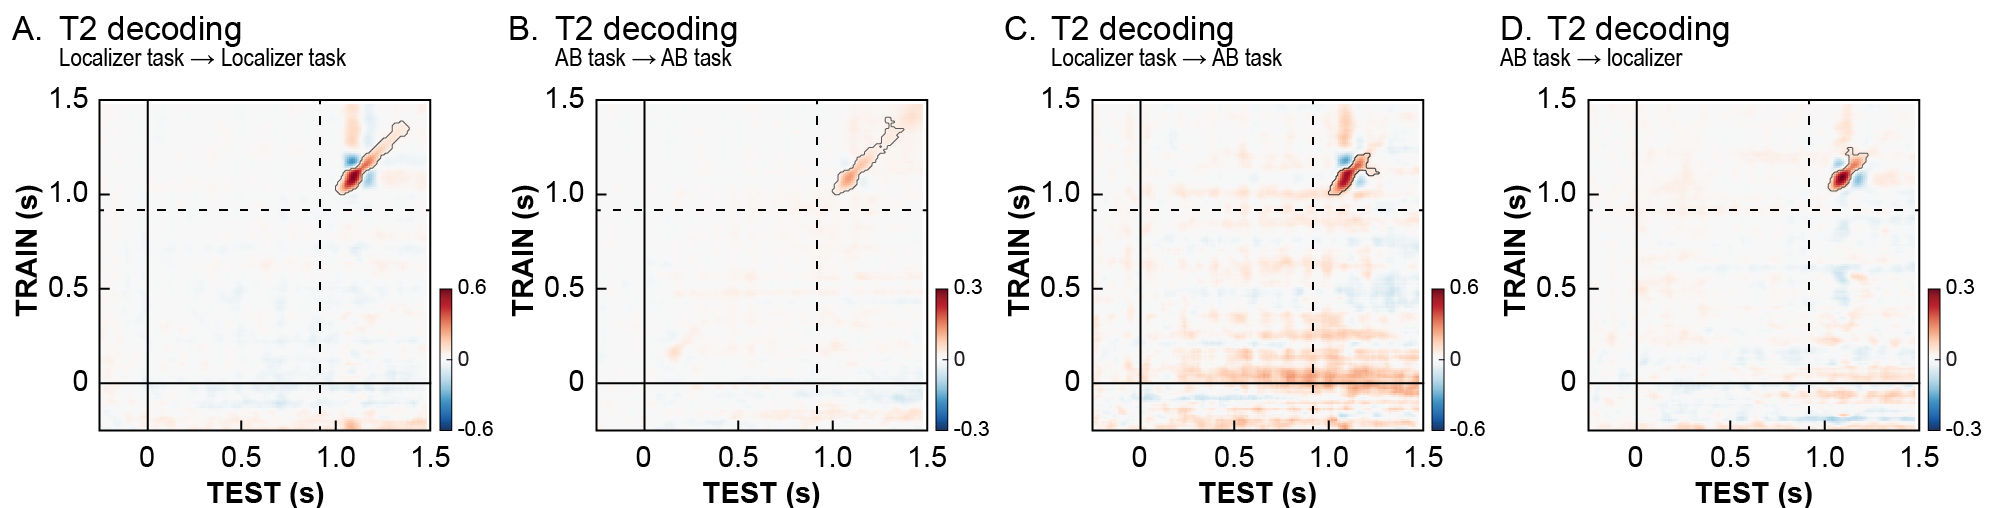 A. T2 decoding
Localizer task → Localizer task
1.5
1.0
0.5
0
TRAIN (s)
0 0.5 1.0 1.5
TEST (s)
0.6
0
-0.6
B. T2 decoding
AB task → AB task
1.5
1.0
0.5
0
TRAIN (s)
0 0.5 1.0 1.5
TEST (s)
0.3
0
-0.3
C. T2 decoding
Localizer task → AB task
1.5
1.0
0.5
0
TRAIN (s)
0 0.5 1.0 1.5
TEST (s)
0.6
0
-0.6
D. T2 decoding
AB task → localizer
1.5
1.0
0.5
0
TRAIN (s)
0 0.5 1.0 1.5
TEST (s)
0.3
0
-0.3